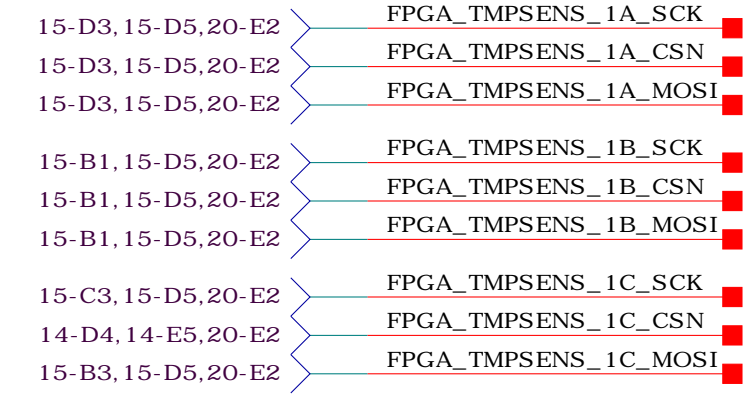 15-D3,15-D5,20-E2 FPGA_TMPSENS_1A_SCK
15-D3,15-D5,20-E2 FPGA_TMPSENS_1A_CSN
15-D3,15-D5,20-E2 FPGA_TMPSENS_1A_MOSI
15-B1,15-D5,20-E2 FPGA_TMPSENS_1B_SCK
15-B1,15-D5,20-E2 FPGA_TMPSENS_1B_CSN
15-B1,15-D5,20-E2 FPGA_TMPSENS_1B_MOSI
15-C3,15-D5,20-E2 FPGA_TMPSENS_1C_SCK
14-D4,14-E5,20-E2 FPGA_TMPSENS_1C_CSN
15-B3,15-D5,20-E2 FPGA_TMPSENS_1C_MOSI